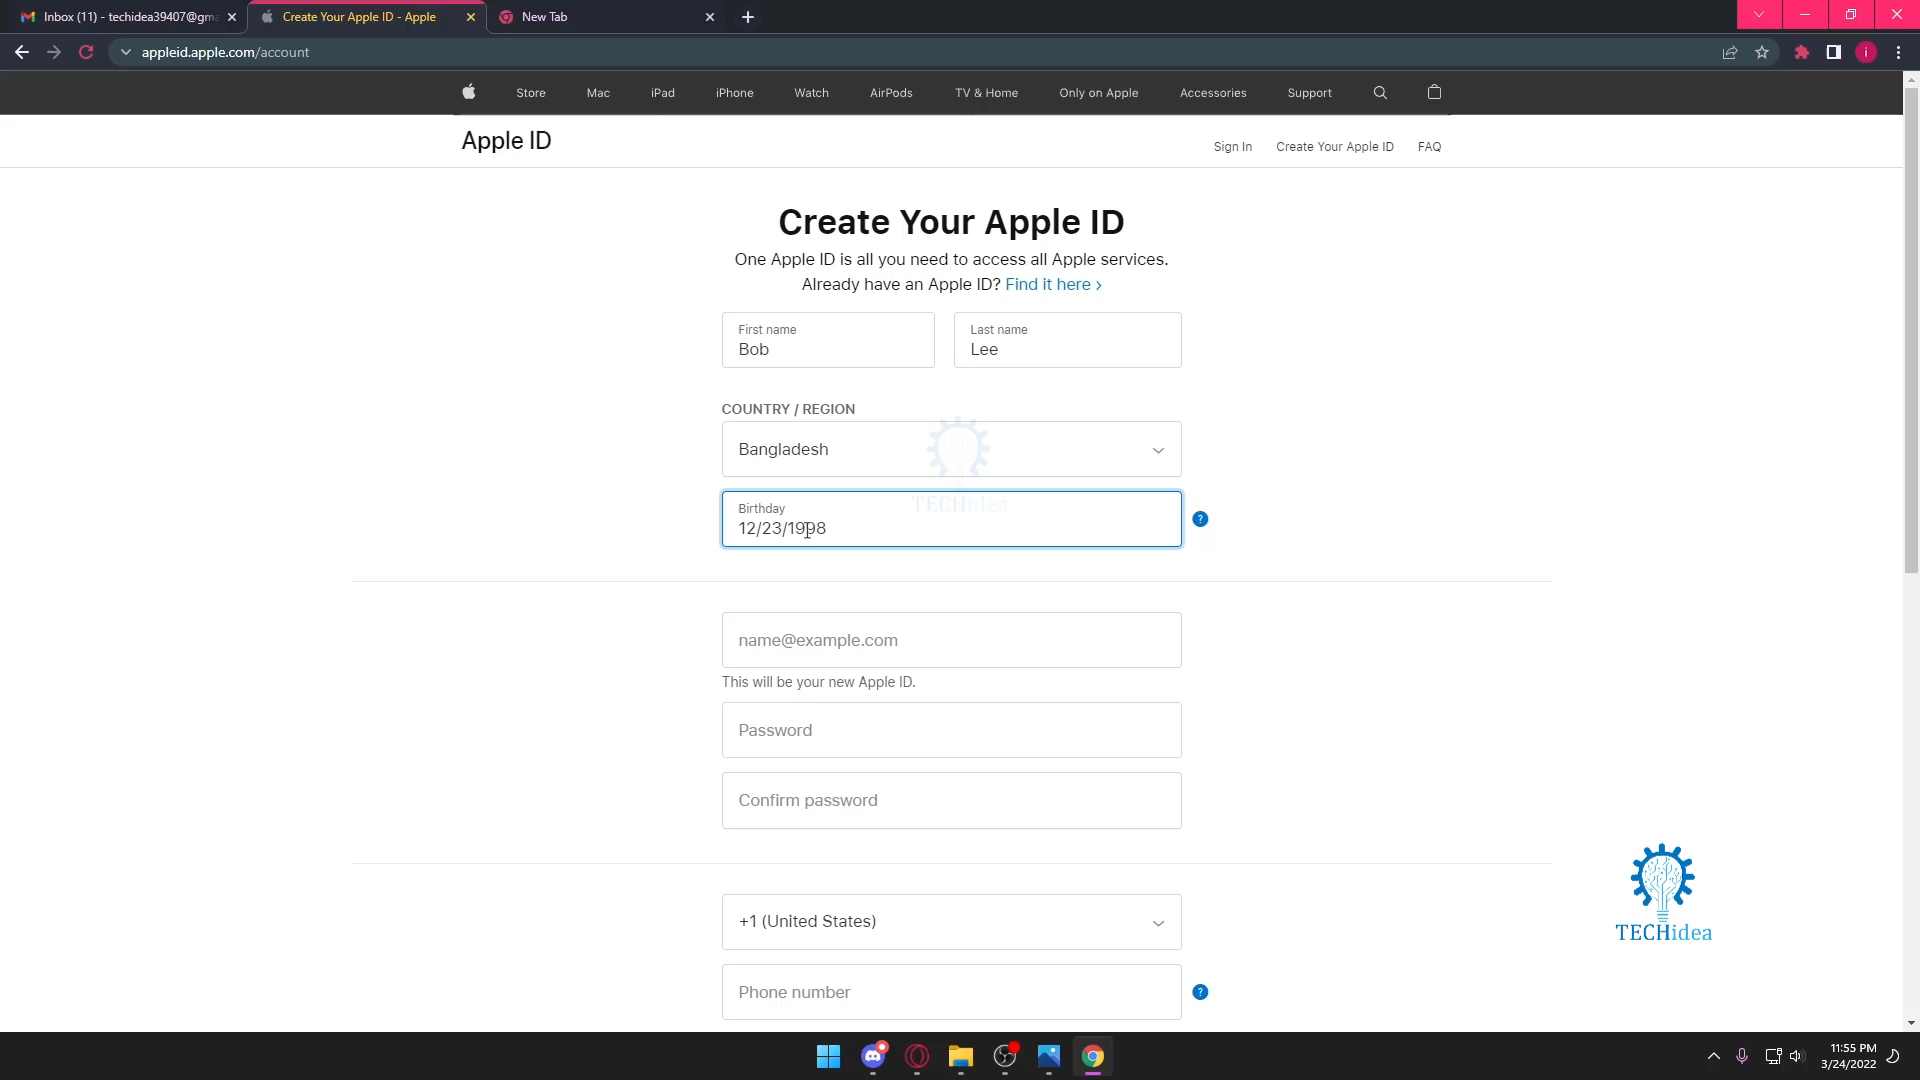 Inbox (11) - techidea39407@gma
Create Your Apple ID - Apple
New Tab
appleid.apple.com/account
i
Store
Mac
iPad
iPhone
Watch
AirPods
TV & Home
Only on Apple
Accessories
Support
Apple ID
Sign In
Create Your Apple ID
FAQ
Create Your Apple ID
One Apple ID is all you need to access all Apple services.
Already have an Apple ID? Find it here ›
First name
Bob
Last name
Lee
COUNTRY / REGION
Bangladesh
TECHidea
Birthday
12/23/1998
?
name@example.com
This will be your new Apple ID.
Password
Confirm password
+1 (United States)
Phone number
?
TECHidea
11:55 PM
3/24/2022